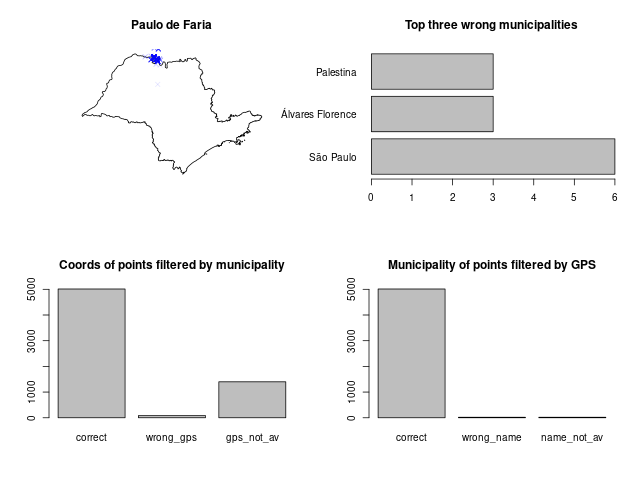 Paulo de Faria
Top three wrong municipalities
Palestina
Álvares Florence
São Paulo
0 1 2 3 4 5 6
Coords of points filtered by municipality
5000
3000
1000
0
correct wrong_gps gps_not_av
Municipality of points filtered by GPS
5000
3000
1000
0
correct wrong_name name_not_av